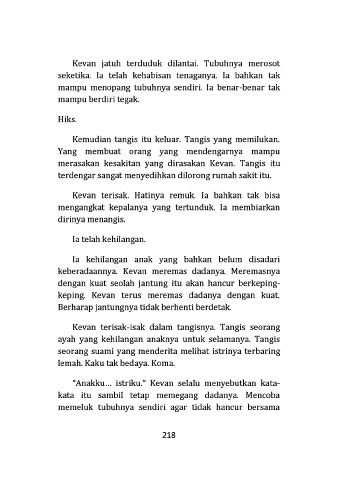 Kevan jatuh terduduk dilantai. Tubuhnya merosot
seketika. Ia telah kehabisan tenaganya. Ia bahkan tak
mampu menopang tubuhnya sendiri. Ia benar-benar tak
mampu berdiri tegak.
Hiks.
Kemudian tangis itu keluar. Tangis yang memilukan.
Yang membuat orang yang mendengarnya mampu
merasakan kesakitan yang dirasakan Kevan. Tangis itu
terdengar sangat menyedihkan dilorong rumah sakit itu.
Kevan terisak. Hatinya remuk. Ia bahkan tak bisa
mengangkat kepalanya yang tertunduk. Ia membiarkan
dirinya menangis.
Ia telah kehilangan.
Ia kehilangan anak yang bahkan belum disadari
keberadaannya. Kevan meremas dadanya. Meremasnya
dengan kuat seolah jantung itu akan hancur berkeping-
keping. Kevan terus meremas dadanya dengan kuat.
Berharap jantungnya tidak berhenti berdetak.
Kevan terisak-isak dalam tangisnya. Tangis seorang
ayah yang kehilangan anaknya untuk selamanya. Tangis
seorang suami yang menderita melihat istrinya terbaring
lemah. Kaku tak bedaya. Koma.
“Anakku... istriku.” Kevan selalu menyebutkan kata-
kata itu sambil tetap memegang dadanya. Mencoba
memeluk tubuhnya sendiri agar tidak hancur bersama
218